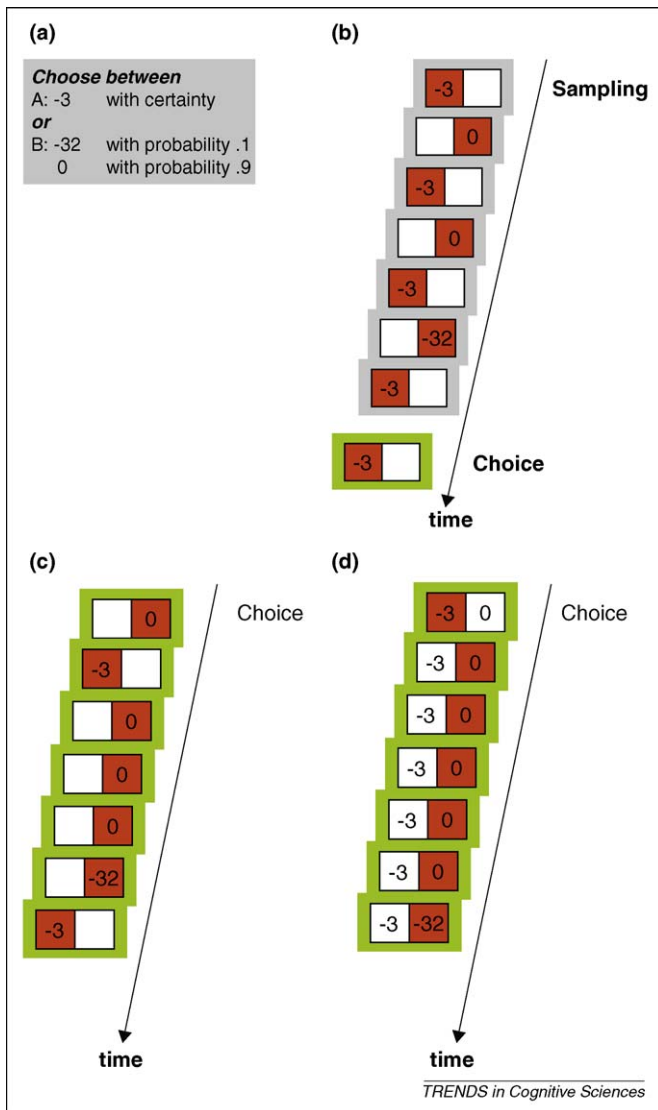 (a)
Choose between
A: -3 with certainty
or
B: -32 with probability .1
0 with probability .9
(b)
Sampling
-3
0
-3
0
-3
-32
-3
-3
Choice
time
(c)
Choice
0
-3
0
0
0
-32
-3
time
(d)
Choice
-3 0
-3 0
-3 0
-3 0
-3 0
-3 0
-3 -32
time
TRENDS in Cognitive Sciences